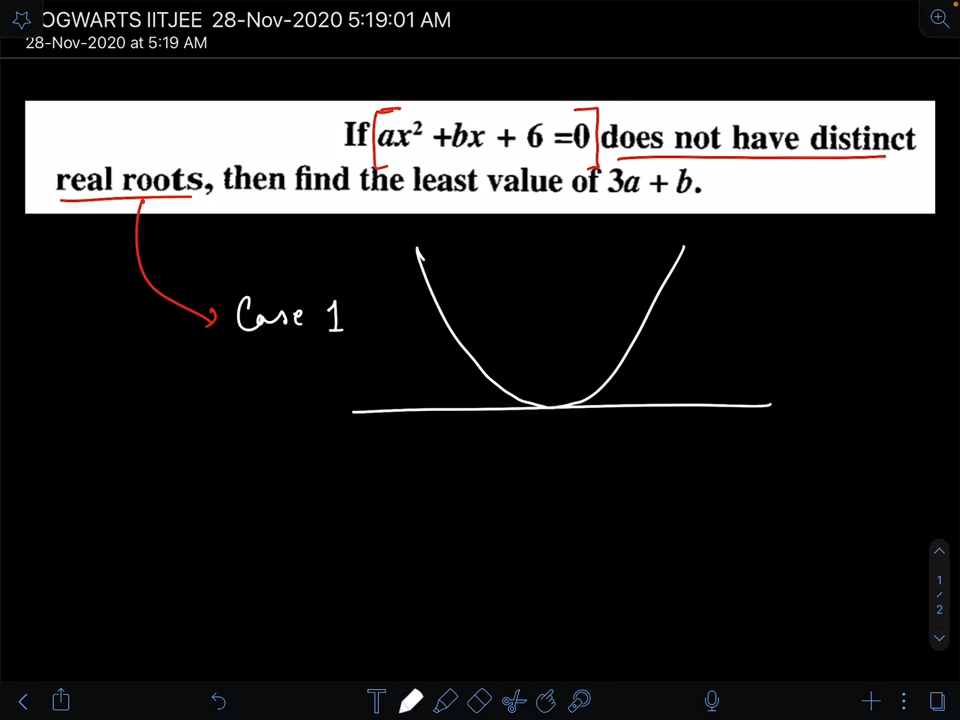 OGWARTS IITJEE 28-Nov-2020 5:19:01 AM
28-Nov-2020 at 5:19 AM
If ax² +bx + 6 =0 does not have distinct
real roots, then find the least value of 3a + b.
Case 1
1
/
2
T